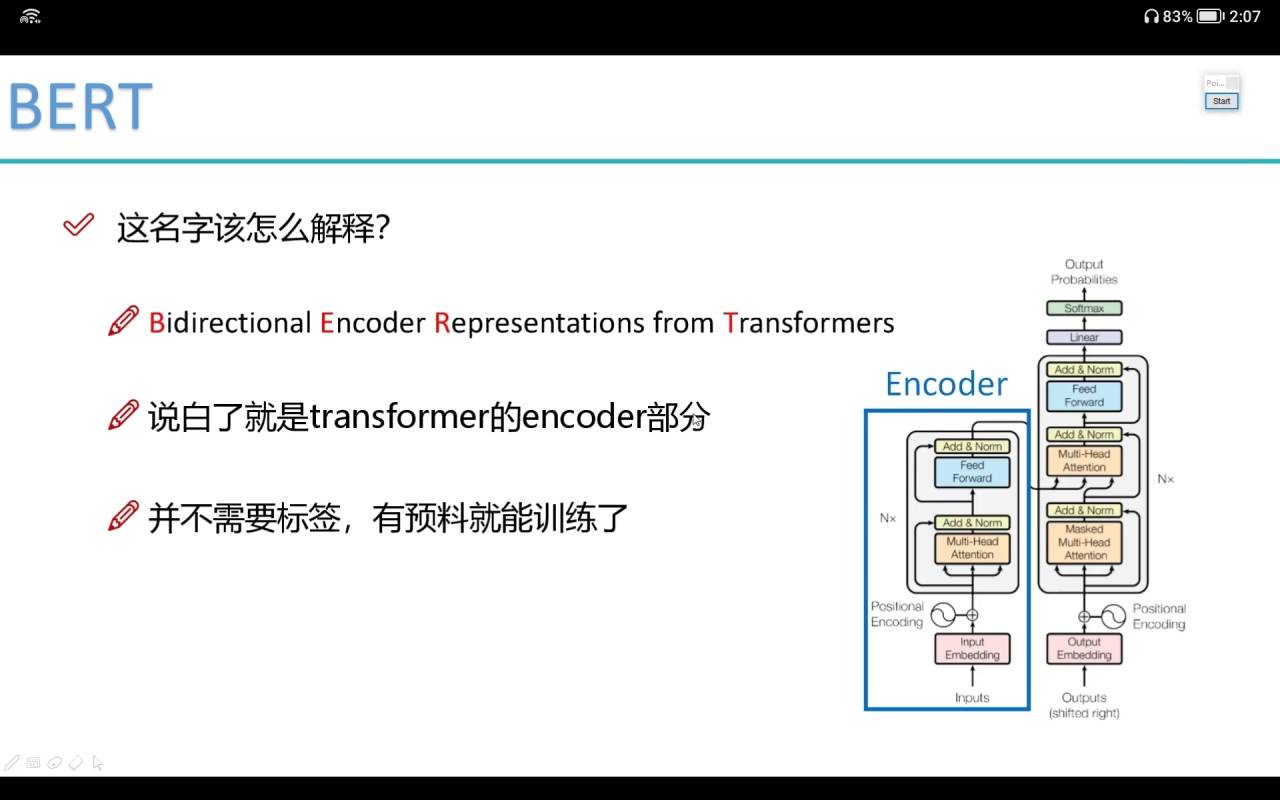 83% 2:07
BERT
Poi...
Start
这名字该怎么解释?
Bidirectional Encoder Representations from Transformers
说白了就是transformer的encoder部分
并不需要标签，有预料就能训练了
Encoder
Add & Norm
Feed
Forward
N×
Add & Norm
Multi-Head
Attention
Positional
Encoding
Input
Embedding
Inputs
Output
Probabilities
Softmax
Linear
Add & Norm
Feed
Forward
Add & Norm
Multi-Head
Attention
N×
Add & Norm
Masked
Multi-Head
Attention
Positional
Encoding
Output
Embedding
Outputs
(shifted right)